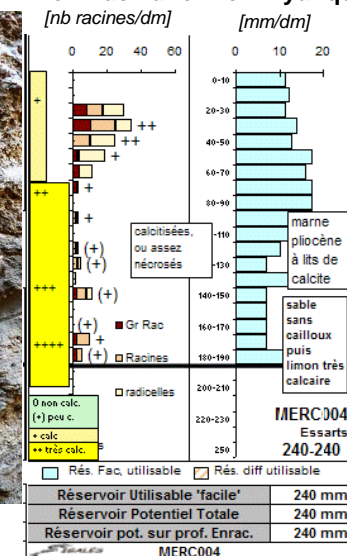 [nb racines/dm]
[mm/dm]
0 20 40 60
0 10 20
+
++
++
+
++
+
+
(+)
(+)
+++
(+)
(+)
++++
+
(+)
0-10
20-30
40-50
60-70
80-90
-110
-130
140-150
160-170
180-190
200-210
220-230
250
calcitisées,
ou assez
nécrosés
marne
pliocène
à lits de
calcite
sable
sans
cailloux
puis
limon très
calcaire
Gr Rac
Racines
radicelles
0 non calc.
(+) peu c.
+ calc
++ très calc.
MERC004
Essarts
240-240
Rés. Fac, utilisable
Rés. diff utilisable
Réservoir Utilisable 'facile' 240 mm
Réservoir Potentiel Totale 240 mm
Réservoir pot. sur prof. Enrac. 240 mm
MERC004